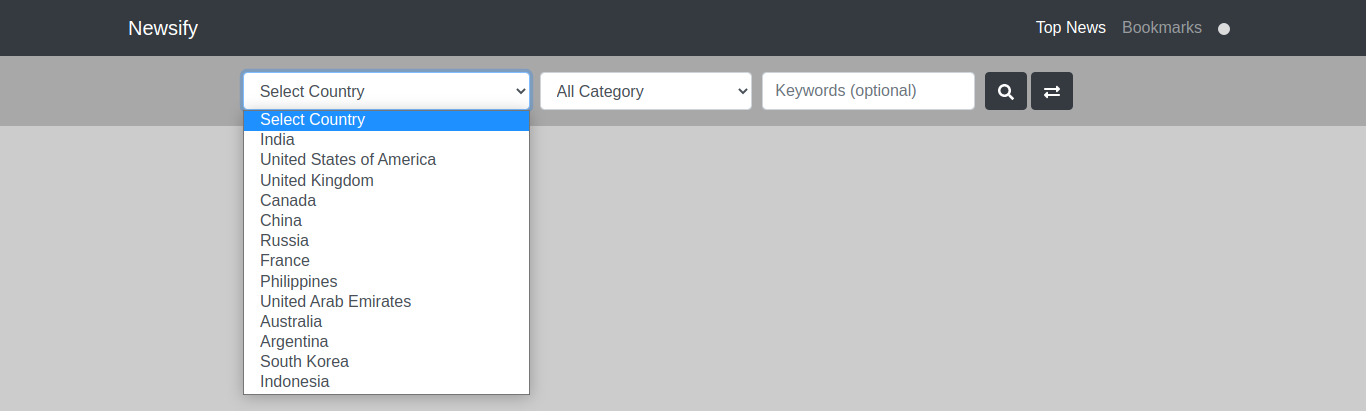 Newsify
Top News Bookmarks
Select Country All Category Keywords (optional)
Select Country
India
United States of America
United Kingdom
Canada
China
Russia
France
Philippines
United Arab Emirates
Australia
Argentina
South Korea
Indonesia